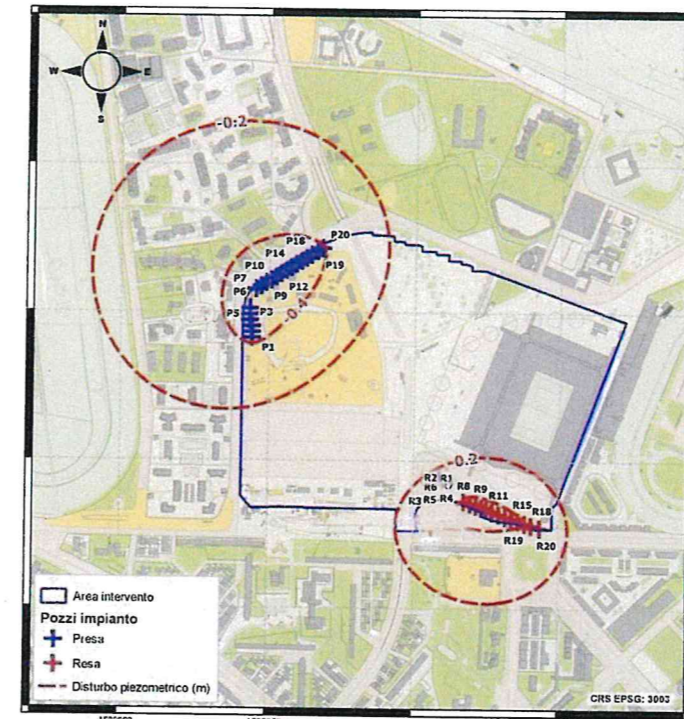 N
W E
S
-0.2
P20
P18
P14
P19
P10
P7
P12
P6
P9
P5
P3
-0.4
P1
0.2
R2 R1
R6
R8
R9
R3
R5
R4
R11
R15
R18
R19
R20
Area intervento
Pozzi impianto
Presa
Resa
Disturbo piezometrico (m)
CRS EPSG: 3003